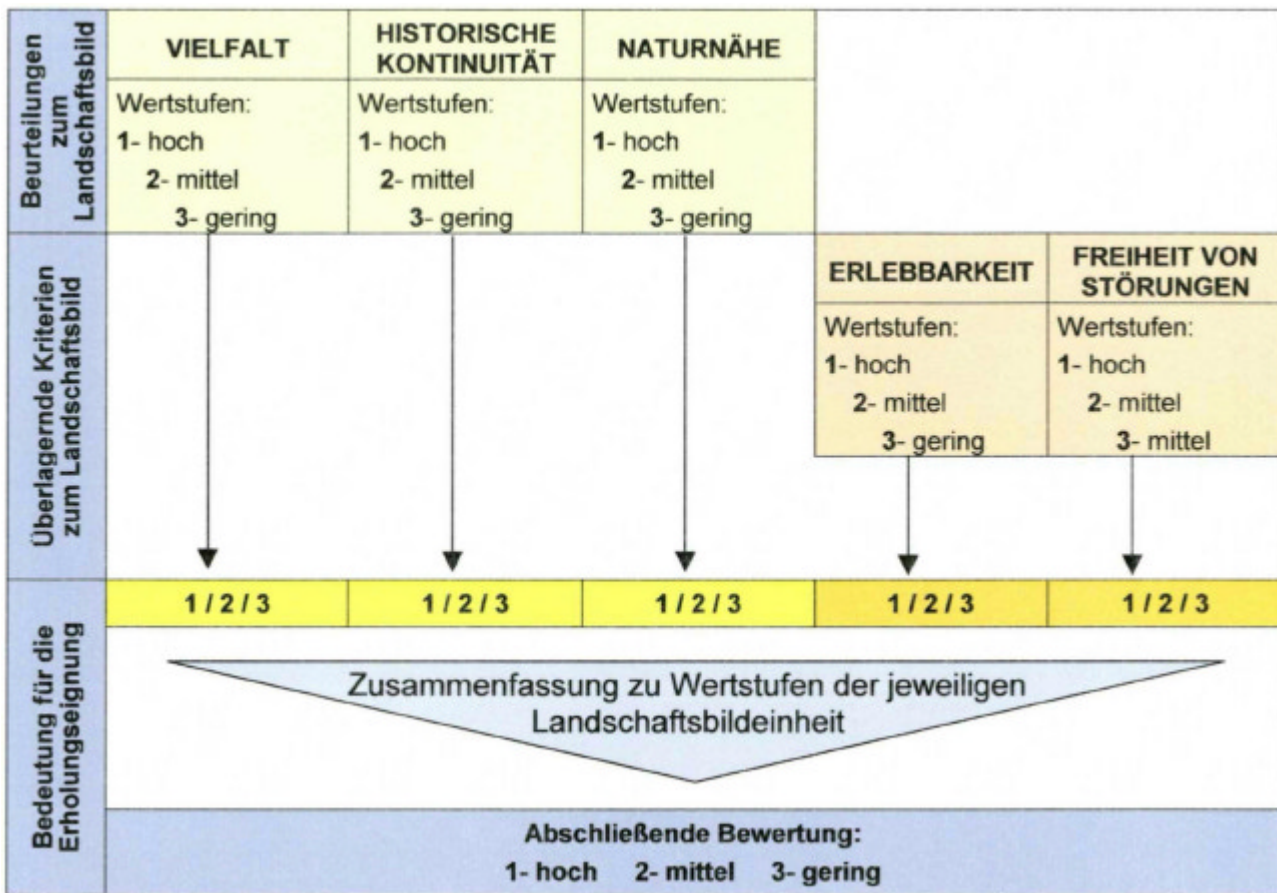 Beurteilungen
zum
Landschaftsbild
VIELFALT
Wertstufen:
1- hoch
2- mittel
3- gering
HISTORISCHE
KONTINUITÄT
Wertstufen:
1- hoch
2- mittel
3- gering
NATURNÄHE
Wertstufen:
1- hoch
2- mittel
3- gering
Überlagernde Kriterien
zum Landschaftsbild
ERLEBBARKEIT
Wertstufen:
1- hoch
2- mittel
3- gering
FREIHEIT VON
STÖRUNGEN
Wertstufen:
1- hoch
2- mittel
3- mittel
Bedeutung für die
Erholungseignung
1 / 2 / 3
1 / 2 / 3
1 / 2 / 3
1 / 2 / 3
1 / 2 / 3
Zusammenfassung zu Wertstufen der jeweiligen
Landschaftsbildeinheit
Abschließende Bewertung:
1- hoch 2- mittel 3- gering